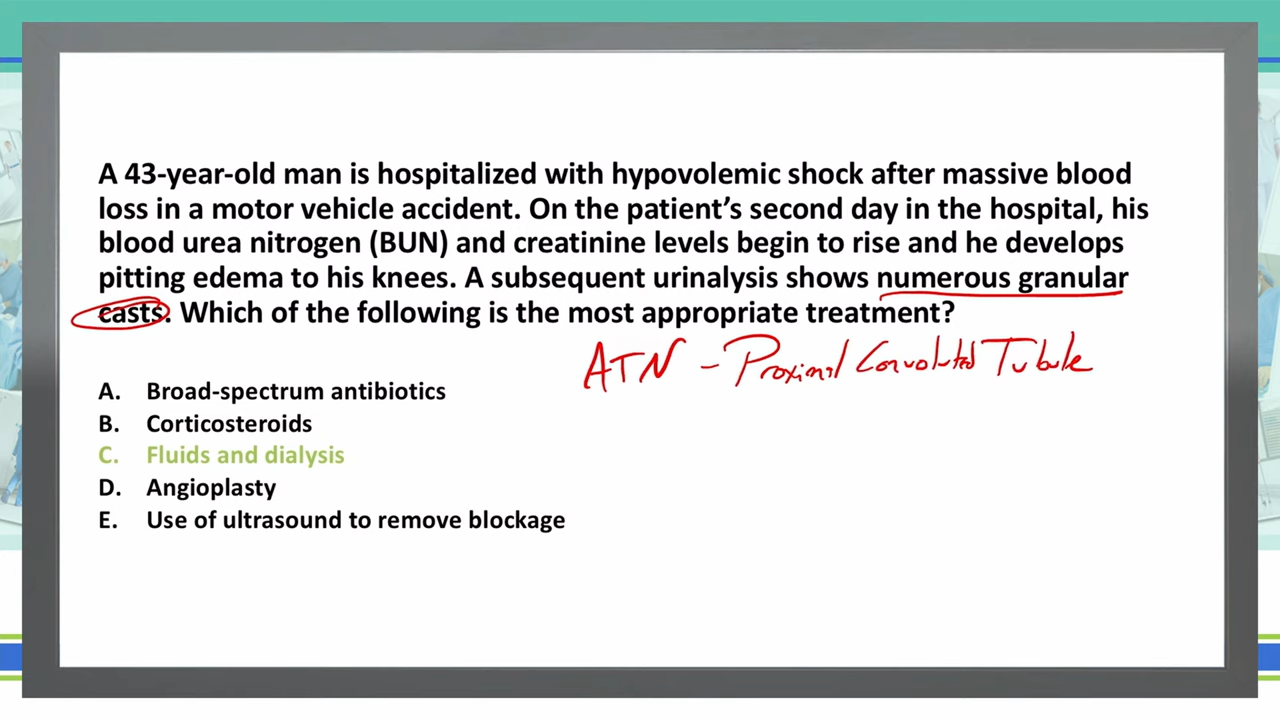 A 43-year-old man is hospitalized with hypovolemic shock after massive blood
loss in a motor vehicle accident. On the patient's second day in the hospital, his
blood urea nitrogen (BUN) and creatinine levels begin to rise and he develops
pitting edema to his knees. A subsequent urinalysis shows numerous granular
casts. Which of the following is the most appropriate treatment?
ATN - Proximal Convoluted Tubule
A. Broad-spectrum antibiotics
B. Corticosteroids
C. Fluids and dialysis
D. Angioplasty
E. Use of ultrasound to remove blockage